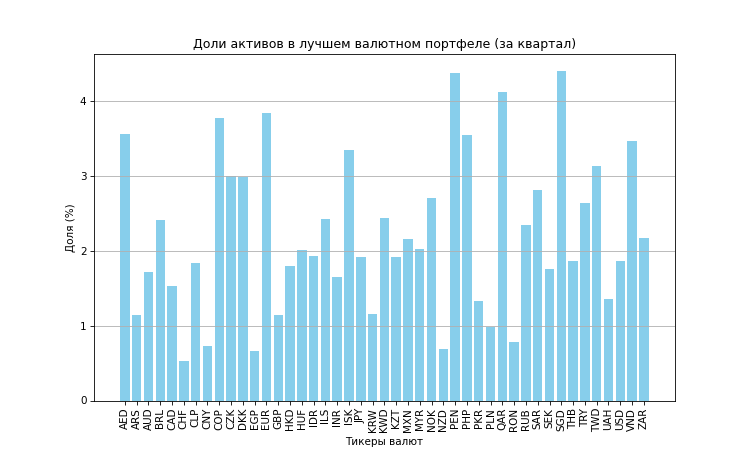 Доли активов в лучшем валютном портфеле (за квартал)
Доля (%)
4
3
2
1
0
AED ARS AUD BRL CAD CHF CLP CNY COP CZK DKK EGP EUR GBP HKD HUF IDR ILS INR ISK JPY KRW KWD KZT MXN MYR NOK NZD PEN PHP PKR PLN QAR RON RUB SAR SEK SGD THB TRY TWD UAH USD VND ZAR
Тикеры валют